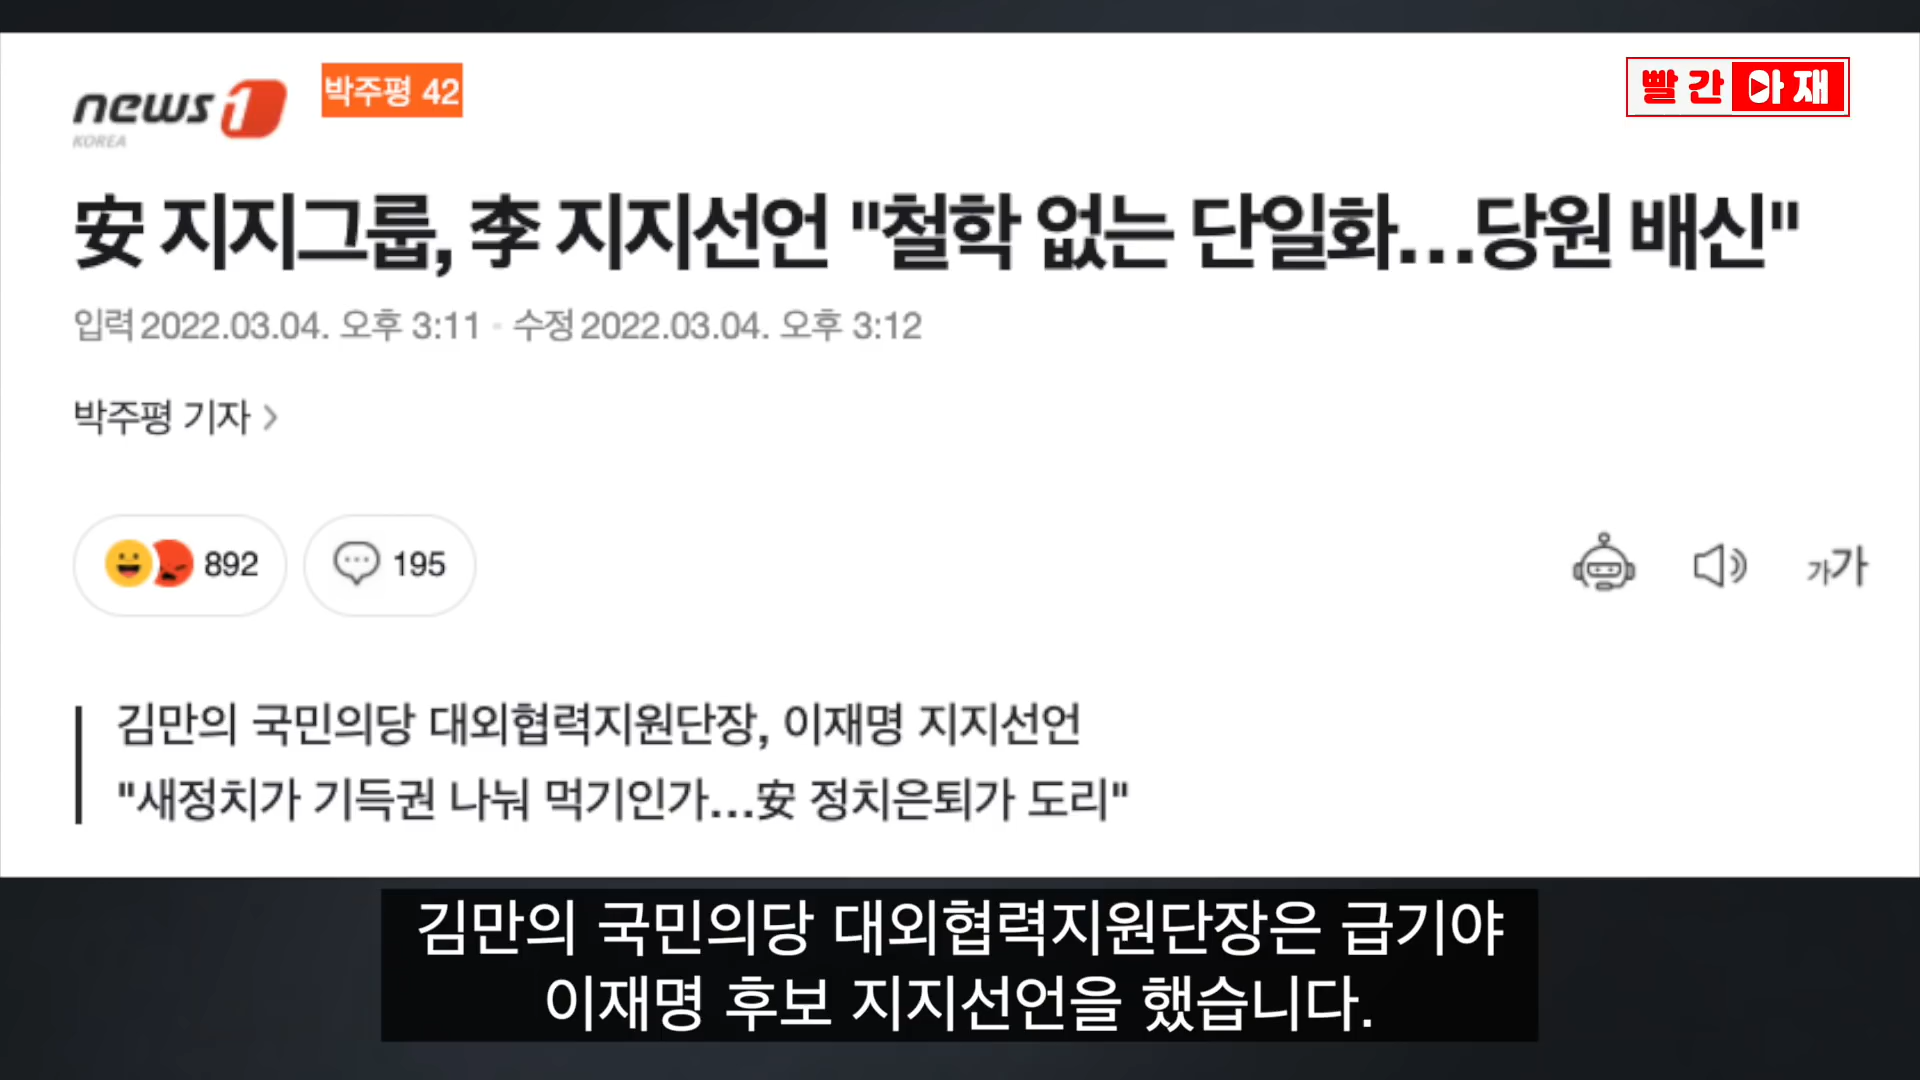 news1
KOREA
박주평 42
빨간아재
安 지지그룹, 李 지지선언 "철학 없는 단일화...당원 배신"
입력 2022.03.04. 오후 3:11 · 수정 2022.03.04. 오후 3:12
박주평 기자 >
892
195
가가
김만의 국민의당 대외협력지원단장, 이재명 지지선언
"새정치가 기득권 나눠 먹기인가...安 정치은퇴가 도리"
김만의 국민의당 대외협력지원단장은 급기야
이재명 후보 지지선언을 했습니다.